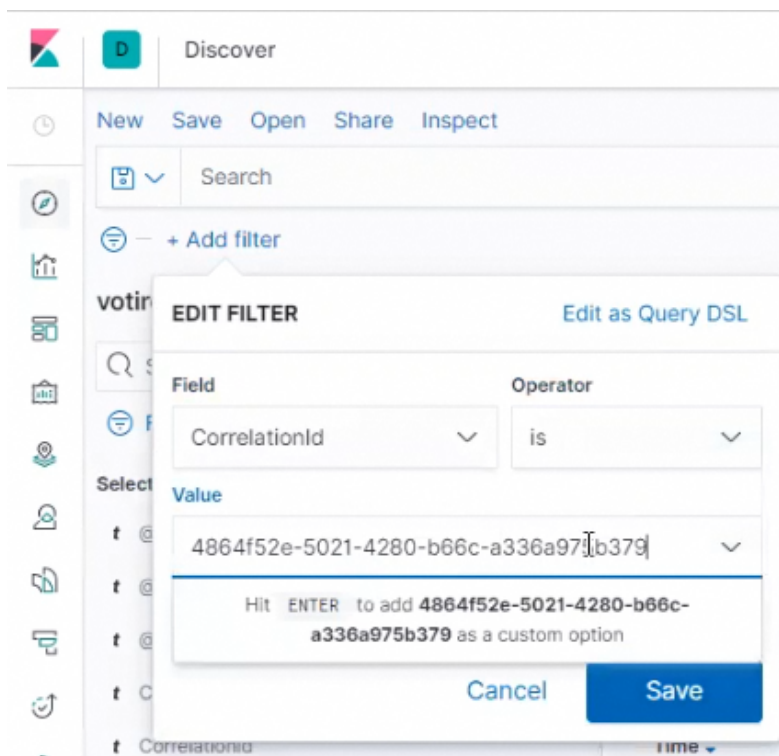 D Discover
New Save Open Share Inspect
Search
+ Add filter
votir
EDIT FILTER Edit as Query DSL
Field Operator
CorrelationId is
Select
Value
t @ 4864f52e-5021-4280-b66c-a336a975b379
t @ Hit ENTER to add 4864f52e-5021-4280-b66c-
a336a975b379 as a custom option
t @
t C Cancel Save
t CorrelationId Time